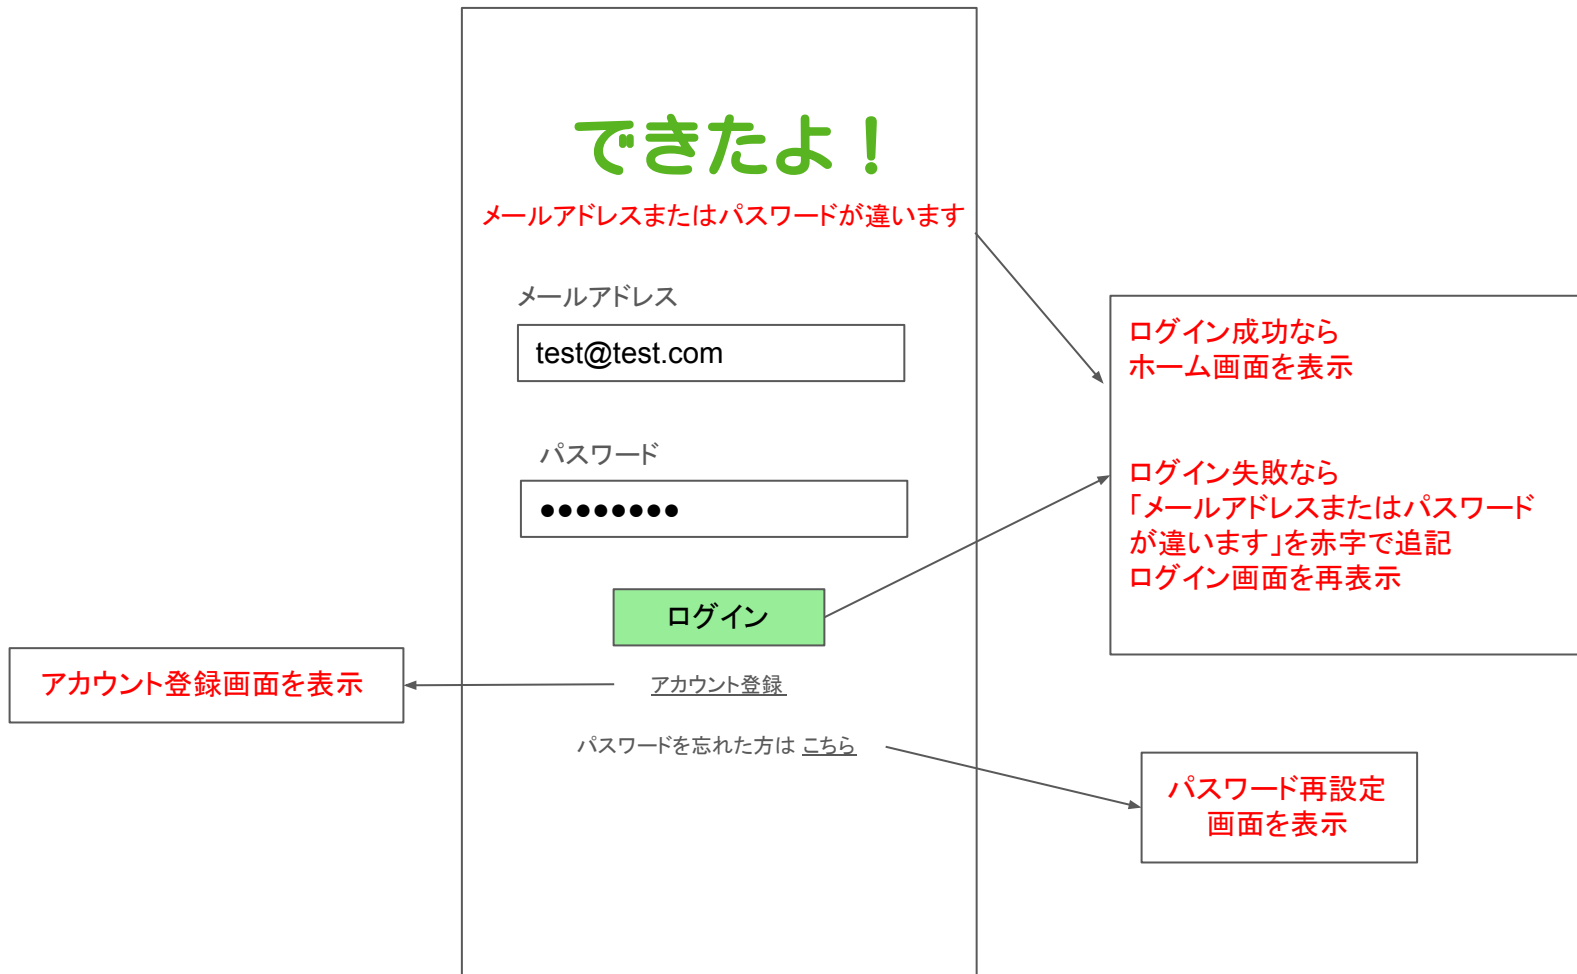 できたよ！
メールアドレスまたはパスワードが違います
メールアドレス
test@test.com
パスワード
●●●●●●●●
ログイン
アカウント登録
パスワードを忘れた方は こちら
ログイン成功なら
ホーム画面を表示
ログイン失敗なら
「メールアドレスまたはパスワード
が違います」を赤字で追記
ログイン画面を再表示
アカウント登録画面を表示
パスワード再設定
画面を表示